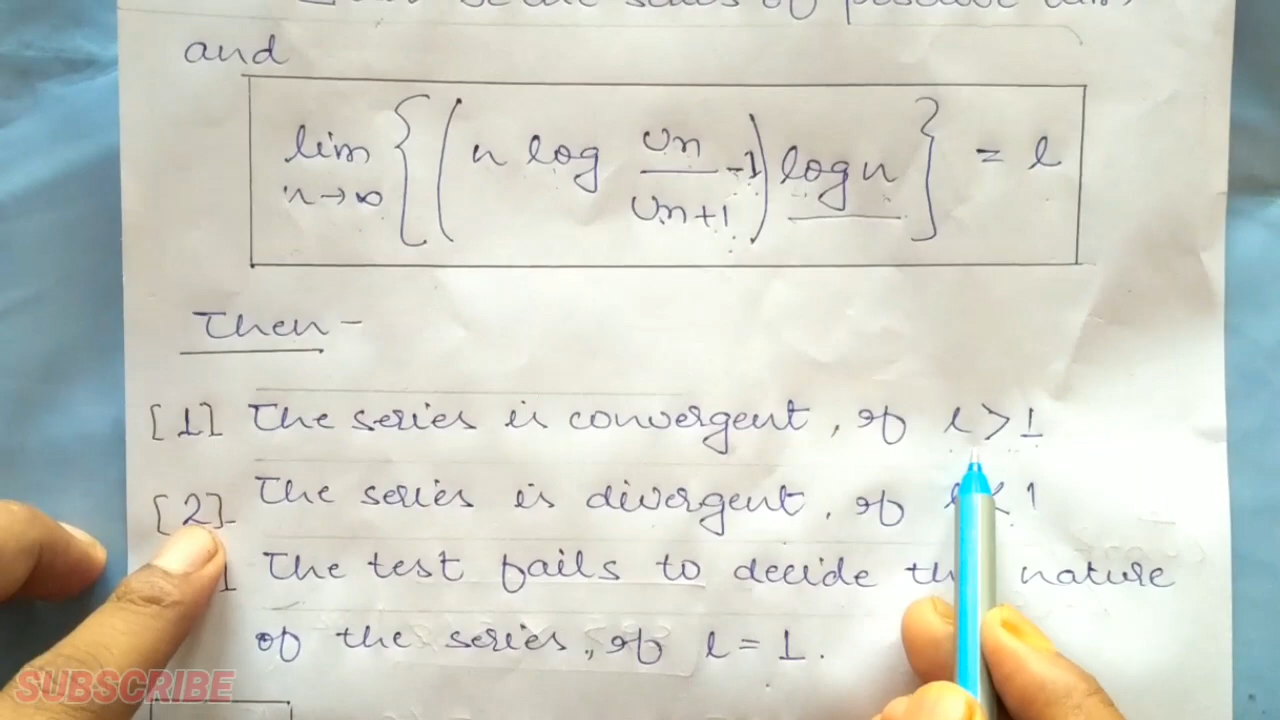 and
lim n→∞ {(n log Un/Un+1 -1) log n} = l
Then -
[1] The series is convergent, if l > 1
[2] The series is divergent, if l < 1
The test fails to decide the nature
of the series, if l = 1.
SUBSCRIBE